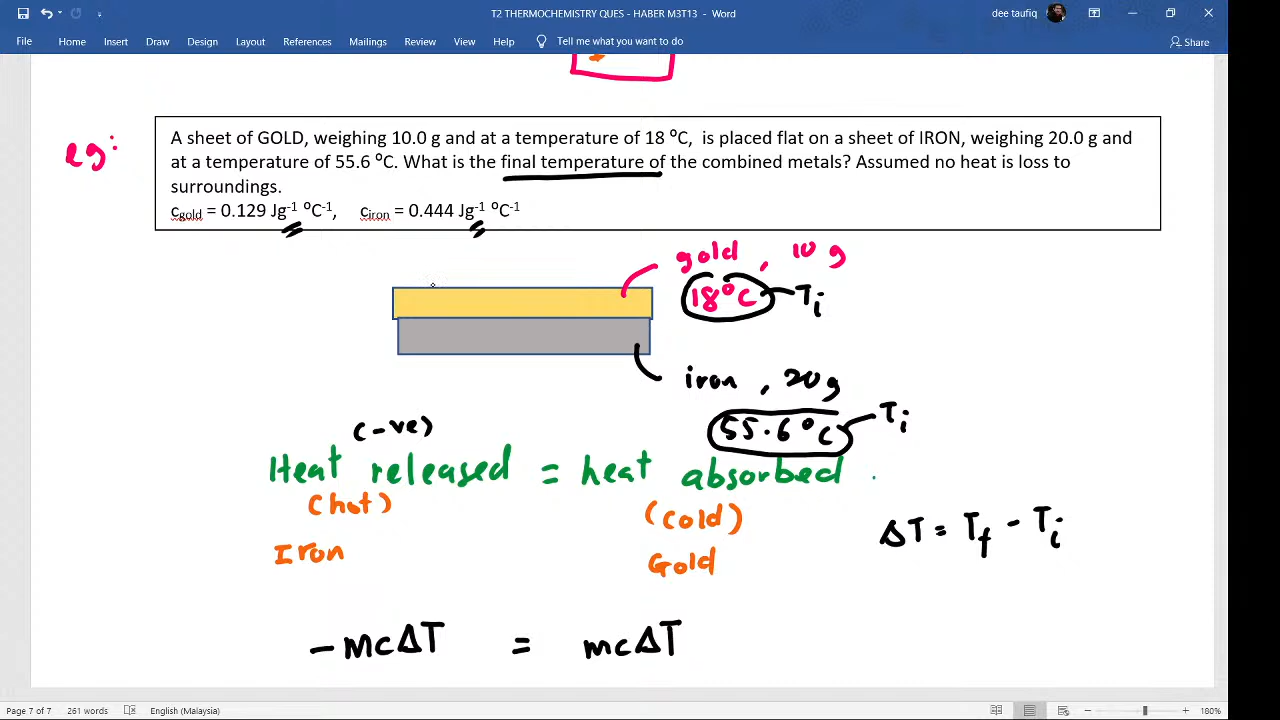 T2 THERMOCHEMISTRY QUES - HABER M3T13 - Word
dee taufiq
File Home Insert Draw Design Layout References Mailings Review View Help Tell me what you want to do Share
eg:
A sheet of GOLD, weighing 10.0 g and at a temperature of 18 ⁰C, is placed flat on a sheet of IRON, weighing 20.0 g and
at a temperature of 55.6 ⁰C. What is the final temperature of the combined metals? Assumed no heat is loss to
surroundings.
cgold = 0.129 Jg⁻¹ ⁰C⁻¹, ciron = 0.444 Jg⁻¹ ⁰C⁻¹
gold, 10 g
18°C Ti
iron, 20g
55.6°C Ti
(-ve)
Heat released = heat absorbed.
(hot) (cold)
Iron Gold
ΔT = Tf - Ti
-mcΔT = mcΔT
Page 7 of 7 261 words English (Malaysia) 180%